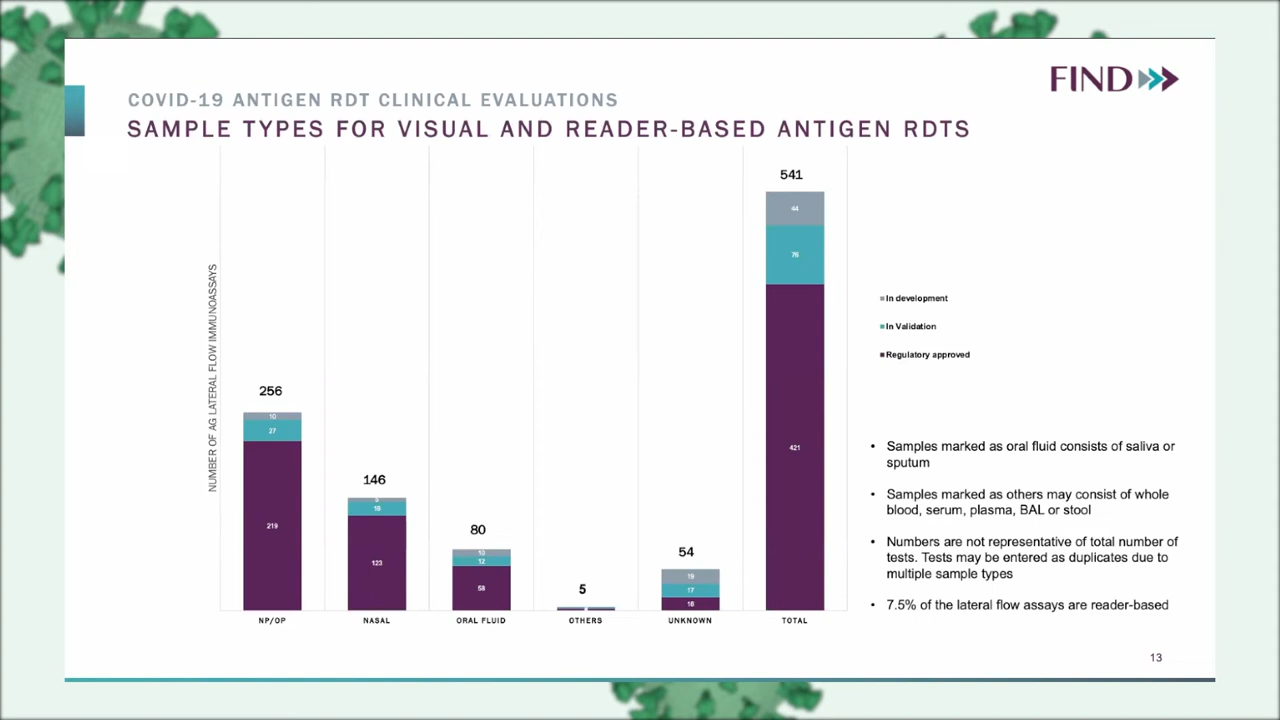 FIND
COVID-19 ANTIGEN RDT CLINICAL EVALUATIONS
SAMPLE TYPES FOR VISUAL AND READER-BASED ANTIGEN RDTS
NUMBER OF AG LATERAL FLOW IMMUNOASSAYS
256
10
27
219
146
123
80
10
12
58
5
54
19
17
18
541
44
76
421
NP/OP
NASAL
ORAL FLUID
OTHERS
UNKNOWN
TOTAL
In development
In Validation
Regulatory approved
• Samples marked as oral fluid consists of saliva or
sputum
• Samples marked as others may consist of whole
blood, serum, plasma, BAL or stool
• Numbers are not representative of total number of
tests. Tests may be entered as duplicates due to
multiple sample types
• 7.5% of the lateral flow assays are reader-based
13